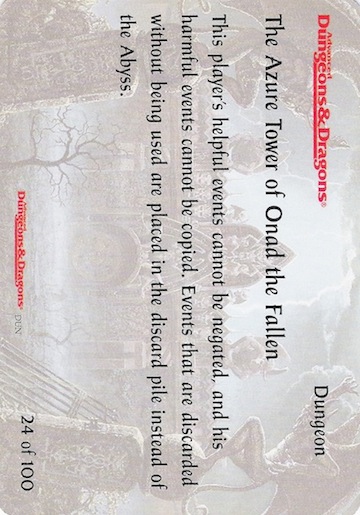 Advanced
Dungeons & Dragons®
Dungeon
The Azure Tower of Onad the Fallen
This player's helpful events cannot be negated, and his
harmful events cannot be copied. Events that are discarded
without being used are placed in the discard pile instead of
the Abyss.
Dungeons & Dragons® DEN
24 of 100